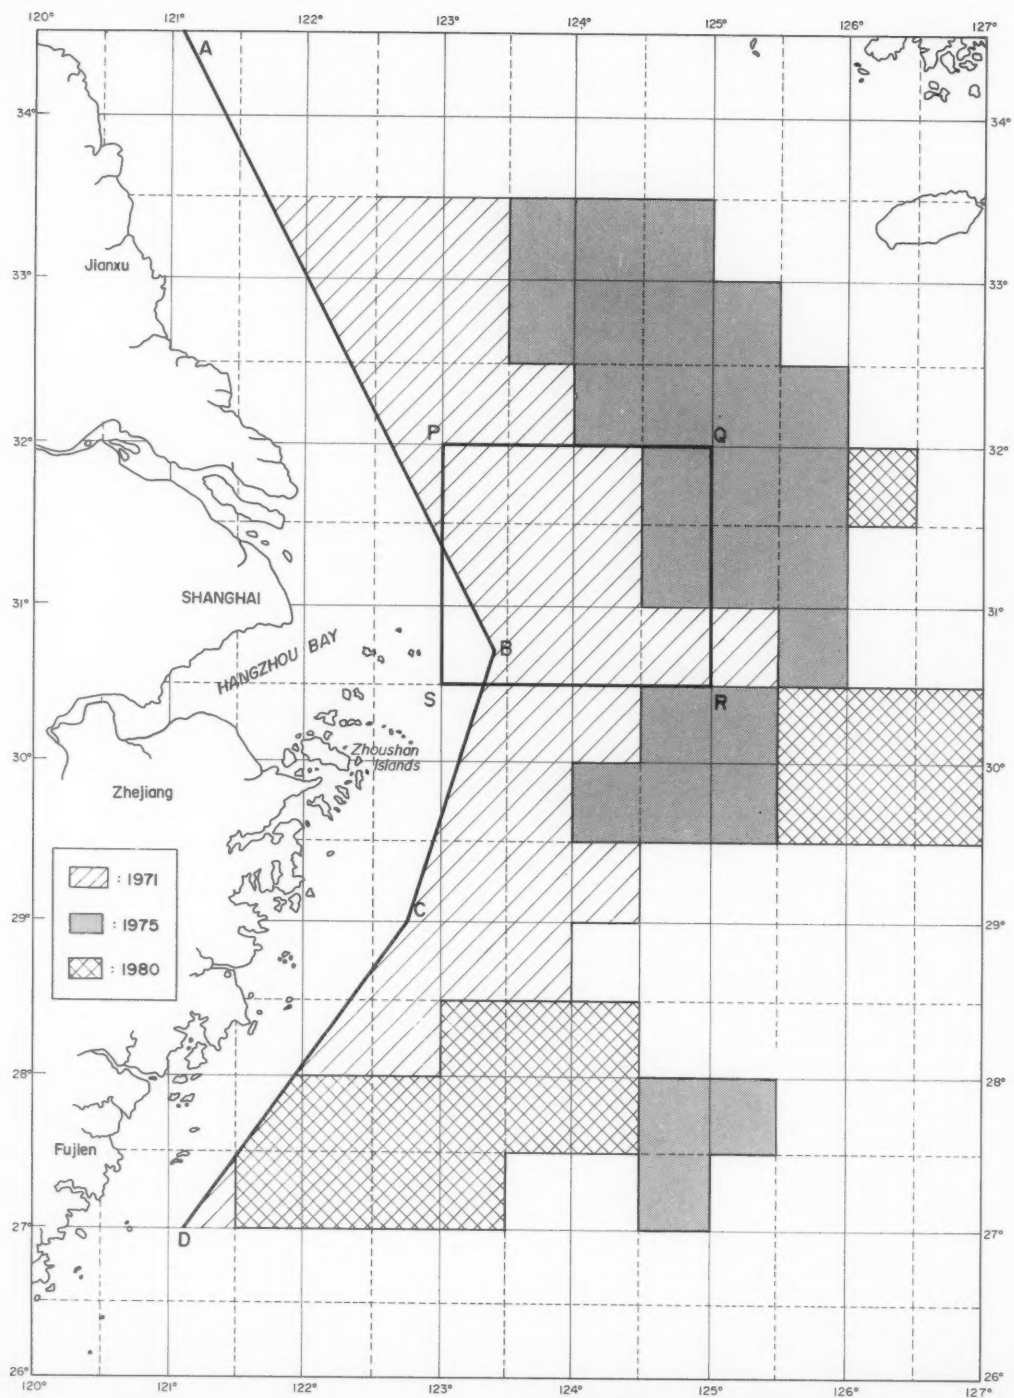 120° 121° 122° 123° 124° 125° 126° 127°
A
34° 34°
Jianxu
33° 33°
P Q
32° 32°
SHANGHAI
31° 31°
HANGZHOU BAY
B
S R
30° 30°
Zhoushan
Islands
Zhejiang
: 1971
C
29° 29°
: 1975
: 1980
28° 28°
Fujien
27° 27°
D
26° 26°
120° 121° 122° 123° 124° 125° 126° 127°